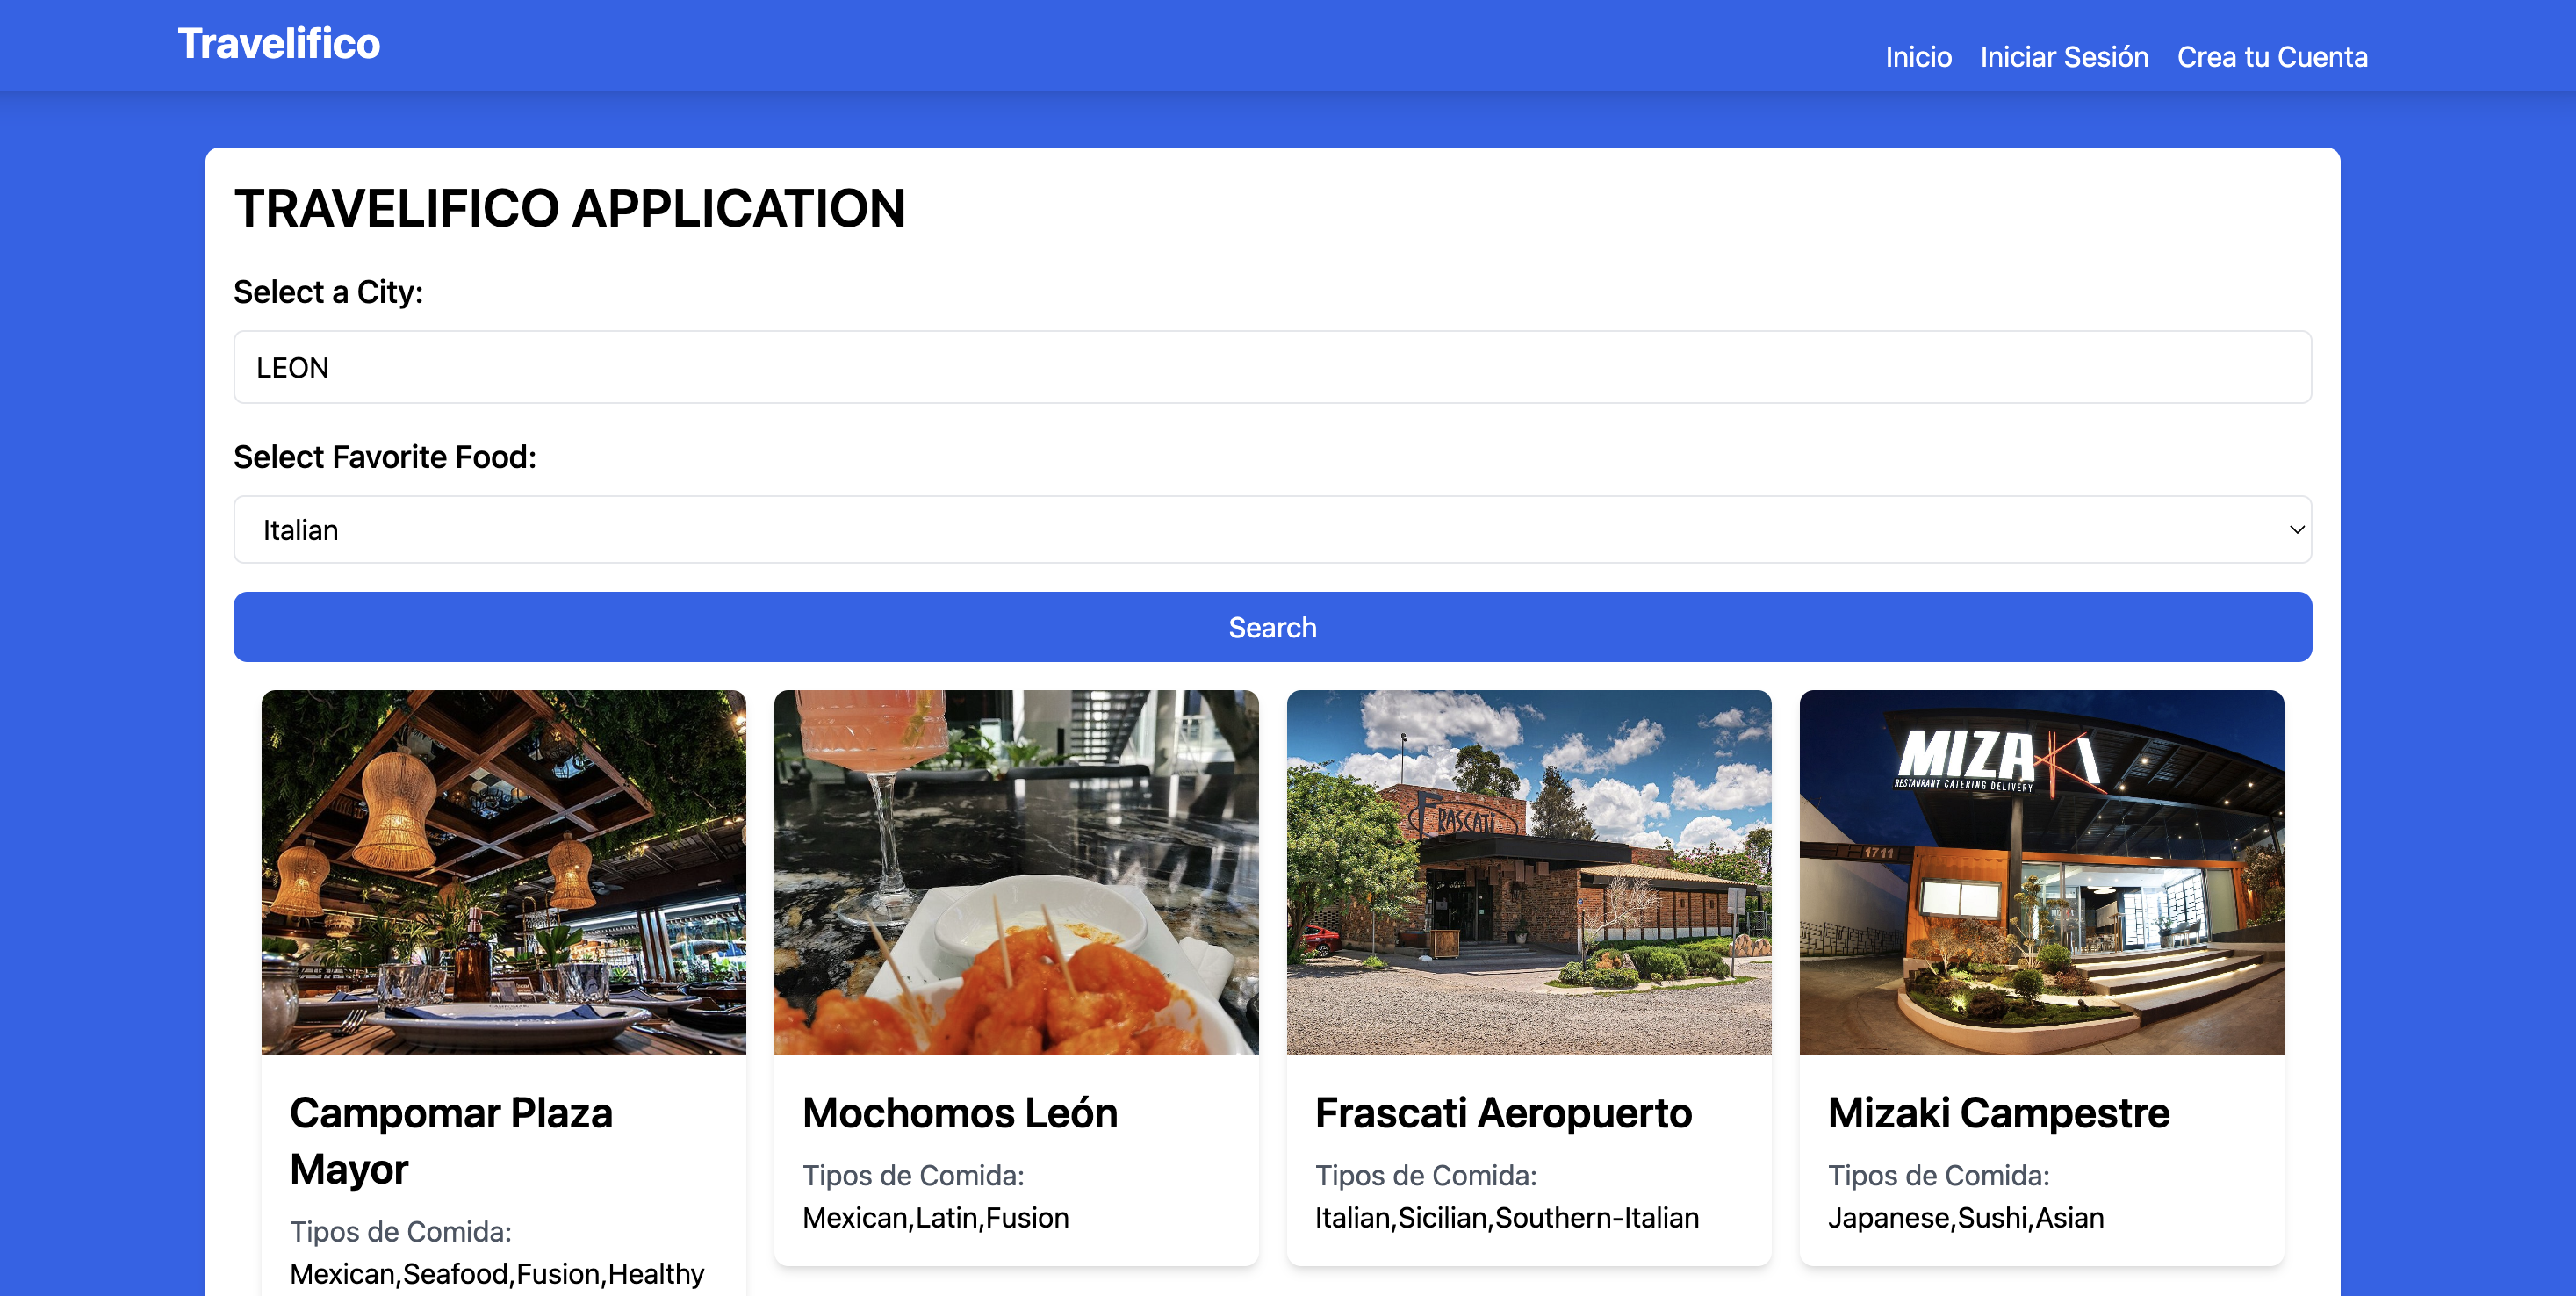 Travelifico
Inicio Iniciar Sesión Crea tu Cuenta
TRAVELIFICO APPLICATION
Select a City:
LEON
Select Favorite Food:
Italian
Search
FRASCATI
MIZAKI
RESTAURANT CATERING DELIVERY
1711
Campomar Plaza
Mayor
Tipos de Comida:
Mexican,Seafood,Fusion,Healthy
Mochomos León
Tipos de Comida:
Mexican,Latin,Fusion
Frascati Aeropuerto
Tipos de Comida:
Italian,Sicilian,Southern-Italian
Mizaki Campestre
Tipos de Comida:
Japanese,Sushi,Asian